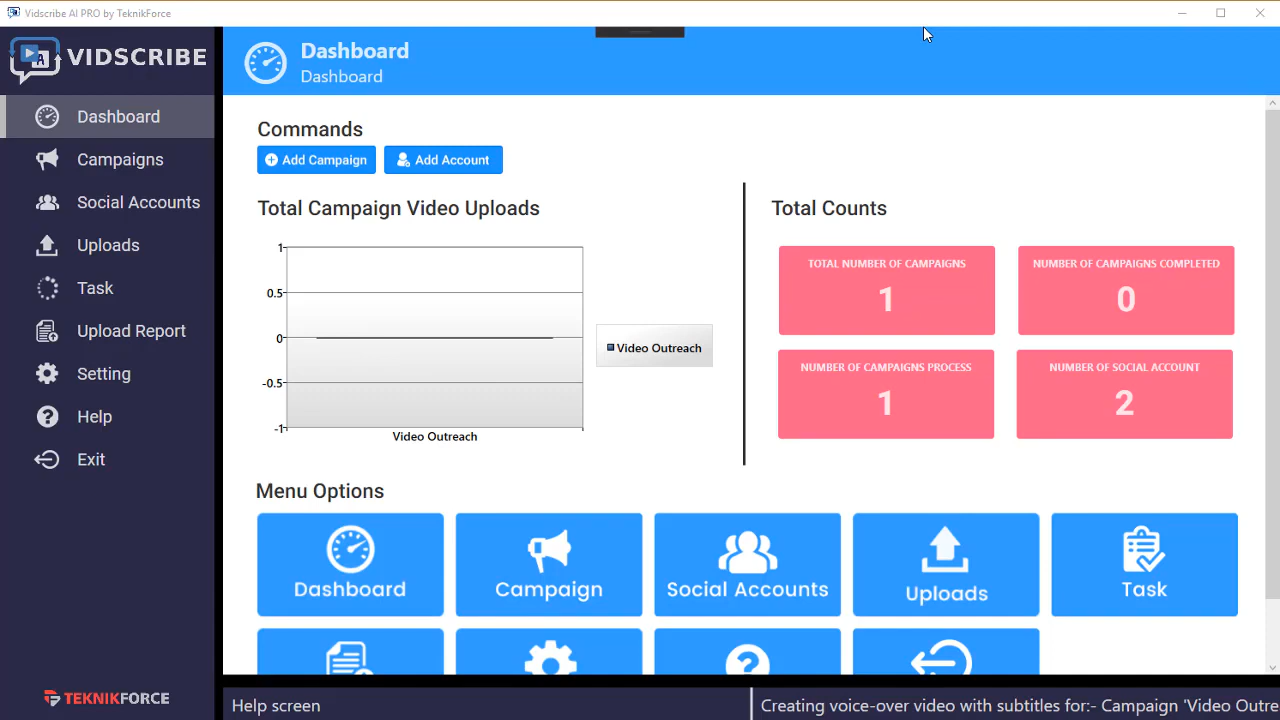 Vidscribe AI PRO by TeknikForce
VIDSCRIBE
Dashboard
Campaigns
Social Accounts
Uploads
Task
Upload Report
Setting
Help
Exit
TEKNIKFORCE
Dashboard
Dashboard
Commands
Add Campaign
Add Account
Total Campaign Video Uploads
1
0.5
0
-0.5
-1
Video Outreach
Video Outreach
Total Counts
TOTAL NUMBER OF CAMPAIGNS
1
NUMBER OF CAMPAIGNS COMPLETED
0
NUMBER OF CAMPAIGNS PROCESS
1
NUMBER OF SOCIAL ACCOUNT
2
Menu Options
Dashboard
Campaign
Social Accounts
Uploads
Task
Help screen
Creating voice-over video with subtitles for:- Campaign 'Video Outre